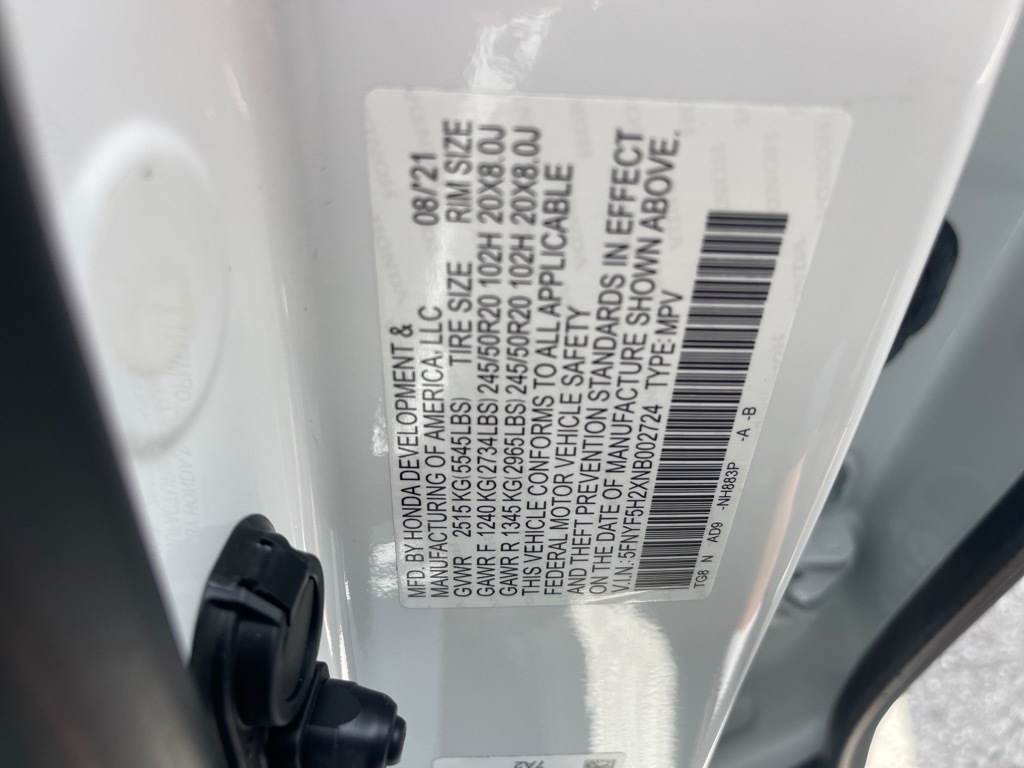 MFD. BY HONDA DEVELOPMENT &
MANUFACTURING OF AMERICA, LLC 08/'21
GVWR 2515 KG(5545LBS) TIRE SIZE RIM SIZE
GAWR F 1240 KG(2734LBS) 245/50R20 102H 20X8.0J
GAWR R 1345 KG(2965LBS) 245/50R20 102H 20X8.0J
THIS VEHICLE CONFORMS TO ALL APPLICABLE
FEDERAL MOTOR VEHICLE SAFETY
AND THEFT PREVENTION STANDARDS IN EFFECT
ON THE DATE OF MANUFACTURE SHOWN ABOVE.
V.I.N.: 5FNYF5H2XNB002724 TYPE: MPV
TG8 N AD9 -NH883P -A -B